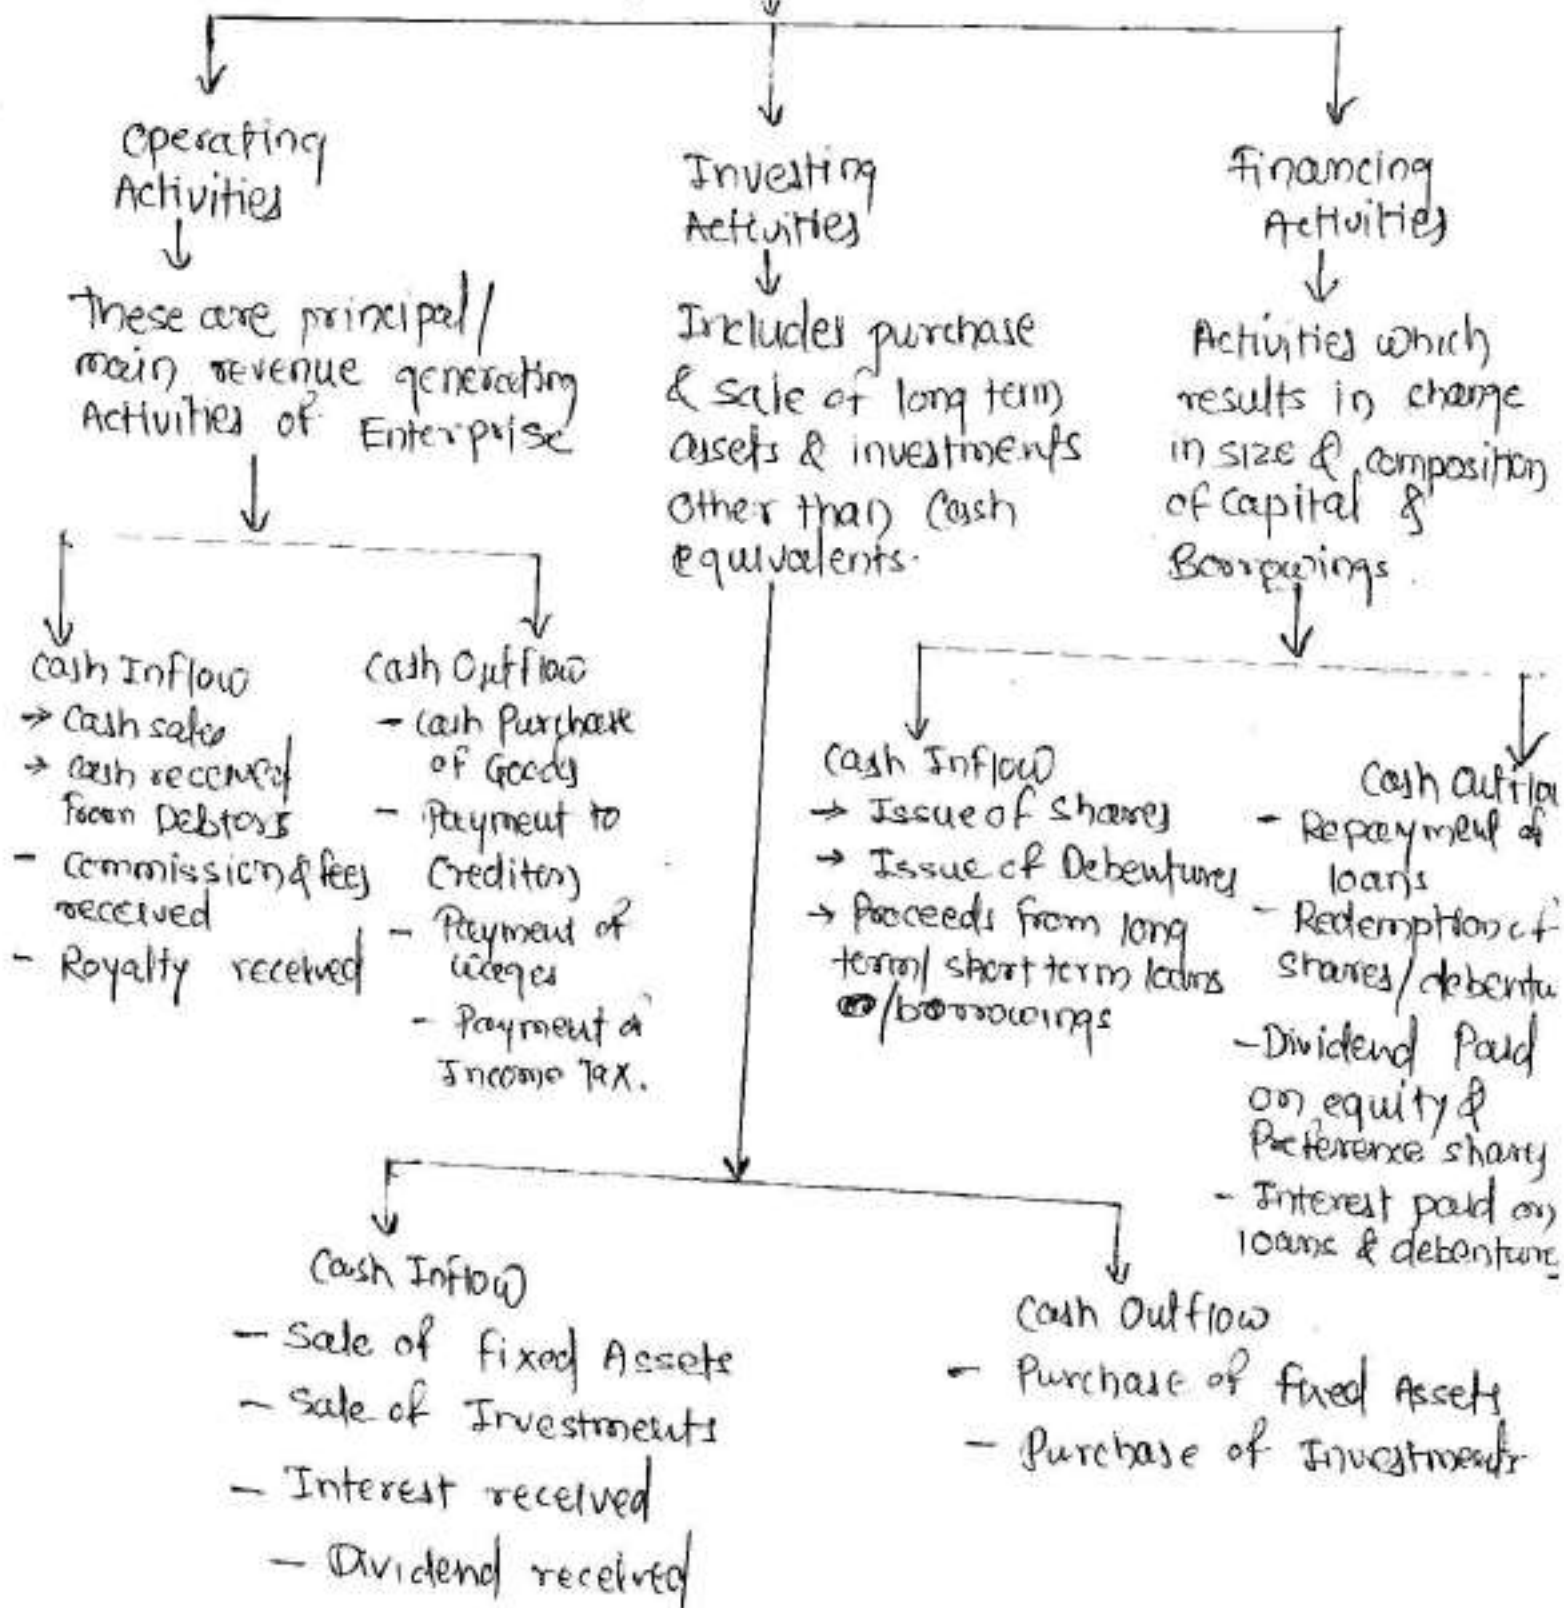 Operating
Activities
These are principal/
main revenue generating
Activities of Enterprise
Cash Inflow
→ Cash sales
→ Cash received
from Debtors
- Commission & fees
received
- Royalty received
Cash Outflow
- Cash Purchase
of Goods
- Payment to
Creditors
- Payment of
wages
- Payment of
Income Tax.
Investing
Activities
Includes purchase
& sale of long term
assets & investments
other than Cash
equivalents.
Cash Inflow
- Sale of fixed Assets
- Sale of Investments
- Interest received
- Dividend received
Cash Outflow
- Purchase of fixed Assets
- Purchase of Investments
Financing
Activities
Activities which
results in change
in size & composition
of Capital &
Borrowings.
Cash Inflow
→ Issue of Shares
→ Issue of Debentures
→ Proceeds from long
term/short term loans
/borrowings
Cash Outflo
- Repayment of
loans
- Redemption of
shares/debentu
- Dividend Paid
on equity &
Preference shares
- Interest paid on
loans & debenture